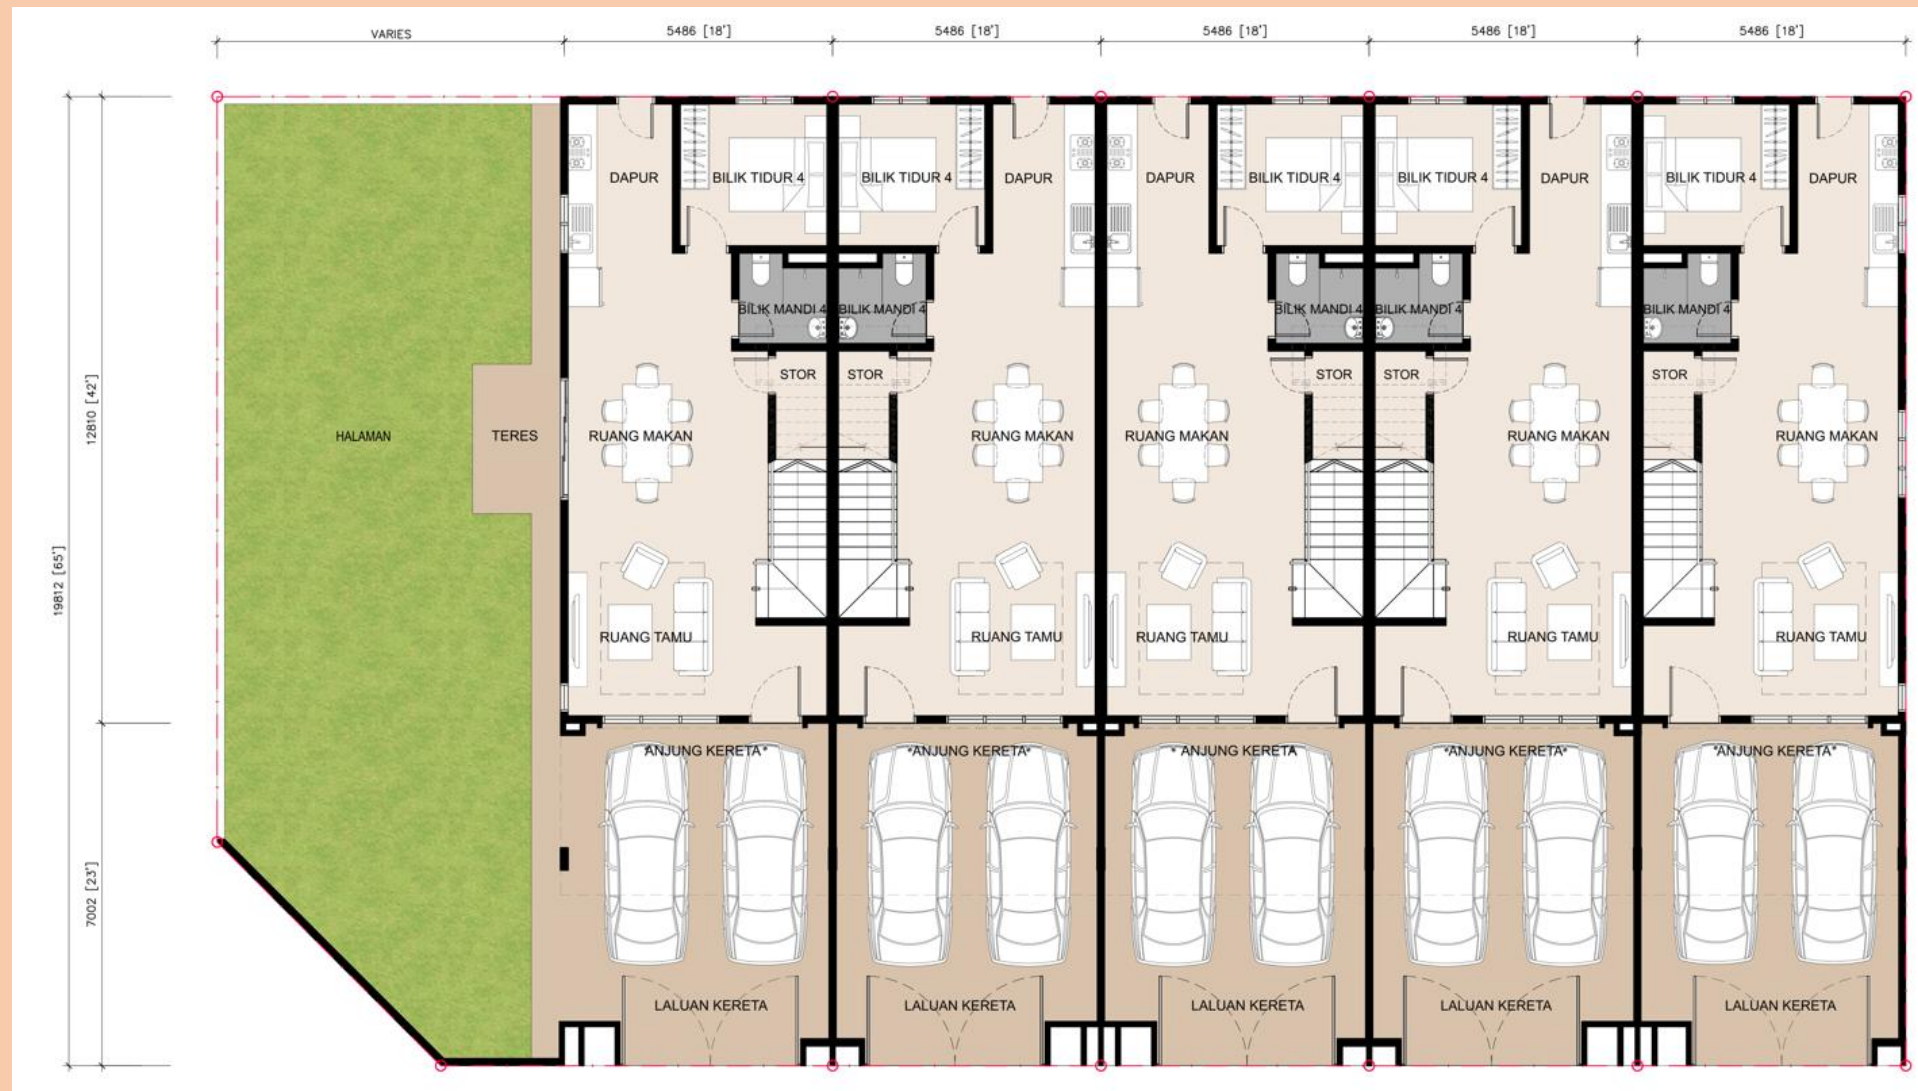 VARIES
5486 [18']
5486 [18']
5486 [18']
5486 [18']
5486 [18']
DAPUR
BILIK TIDUR 4
BILIK TIDUR 4
DAPUR
DAPUR
BILIK TIDUR 4
BILIK TIDUR 4
DAPUR
BILIK TIDUR 4
DAPUR
BILIK MANDI 4
BILIK MANDI 4
BILIK MANDI 4
BILIK MANDI 4
BILIK MANDI 4
STOR
STOR
STOR
STOR
STOR
12810 [42']
HALAMAN
TERES
RUANG MAKAN
RUANG MAKAN
RUANG MAKAN
RUANG MAKAN
RUANG MAKAN
19812 [65']
RUANG TAMU
RUANG TAMU
RUANG TAMU
RUANG TAMU
RUANG TAMU
ANJUNG KERETA
ANJUNG KERETA
ANJUNG KERETA
ANJUNG KERETA
ANJUNG KERETA
7002 [23']
LALUAN KERETA
LALUAN KERETA
LALUAN KERETA
LALUAN KERETA
LALUAN KERETA